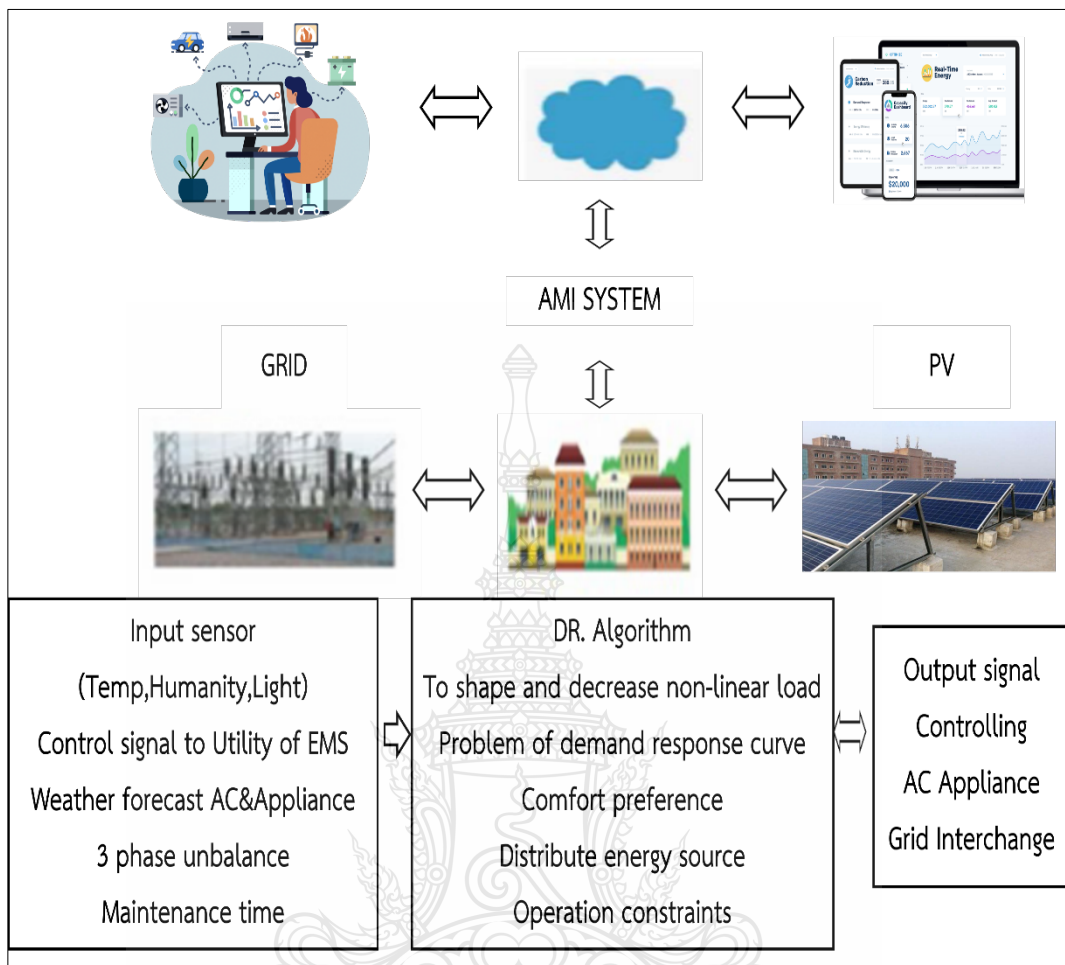 Carbon
Reduction
Real-Time
Energy
Dashboard
$20,000
AMI SYSTEM
GRID
PV
Input sensor
(Temp,Humanity,Light)
Control signal to Utility of EMS
Weather forecast AC&Appliance
3 phase unbalance
Maintenance time
DR. Algorithm
To shape and decrease non-linear load
Problem of demand response curve
Comfort preference
Distribute energy source
Operation constraints
Output signal
Controlling
AC Appliance
Grid Interchange